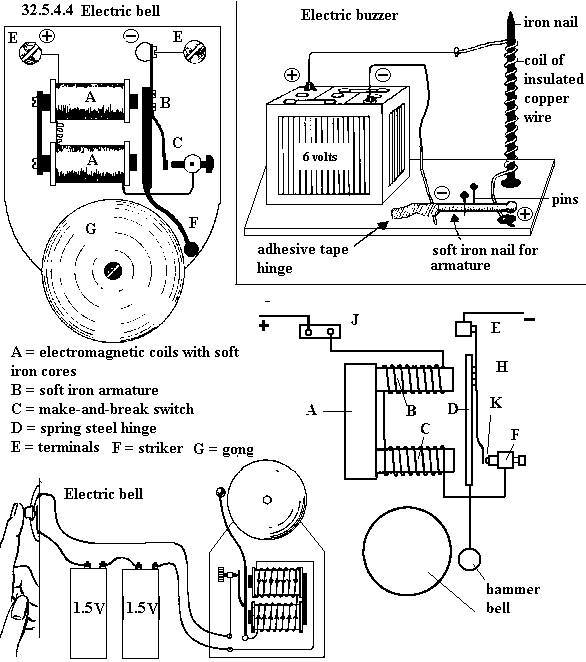 32.5.4.4 Electric bell
E + − E
A
B
C
A
F
G
A = electromagnetic coils with soft
iron cores
B = soft iron armature
C = make-and-break switch
D = spring steel hinge
E = terminals F = striker G = gong
Electric buzzer
iron nail
coil of
insulated
copper
wire
+ −
6 volts
−
pins
+
adhesive tape
hinge
soft iron nail for
armature
-
+
J
E
−
H
A
B
D
K
C
F
hammer
bell
Electric bell
1.5V 1.5V